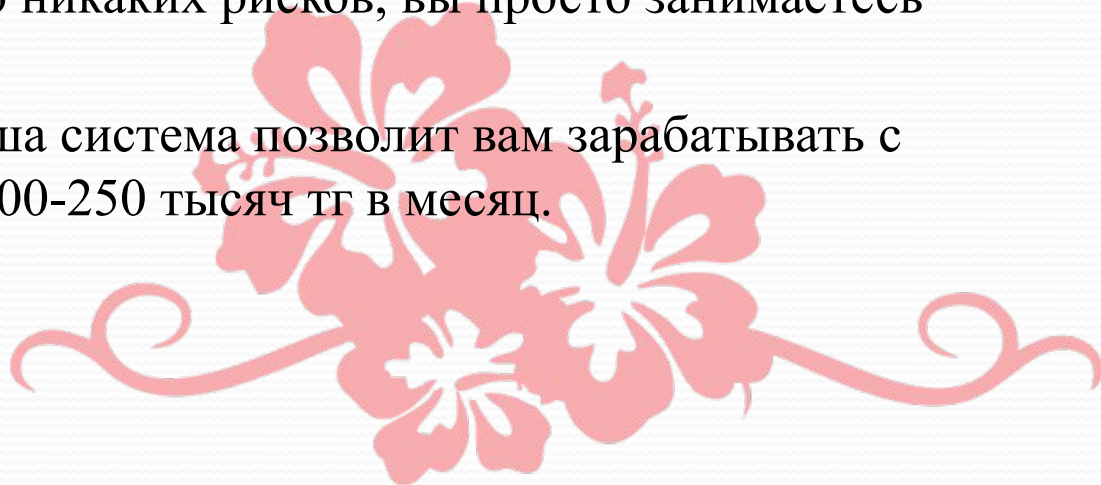 никаких рисков, вы просто занимаетесь
ша система позволит вам зарабатывать с
00-250 тысяч тг в месяц.